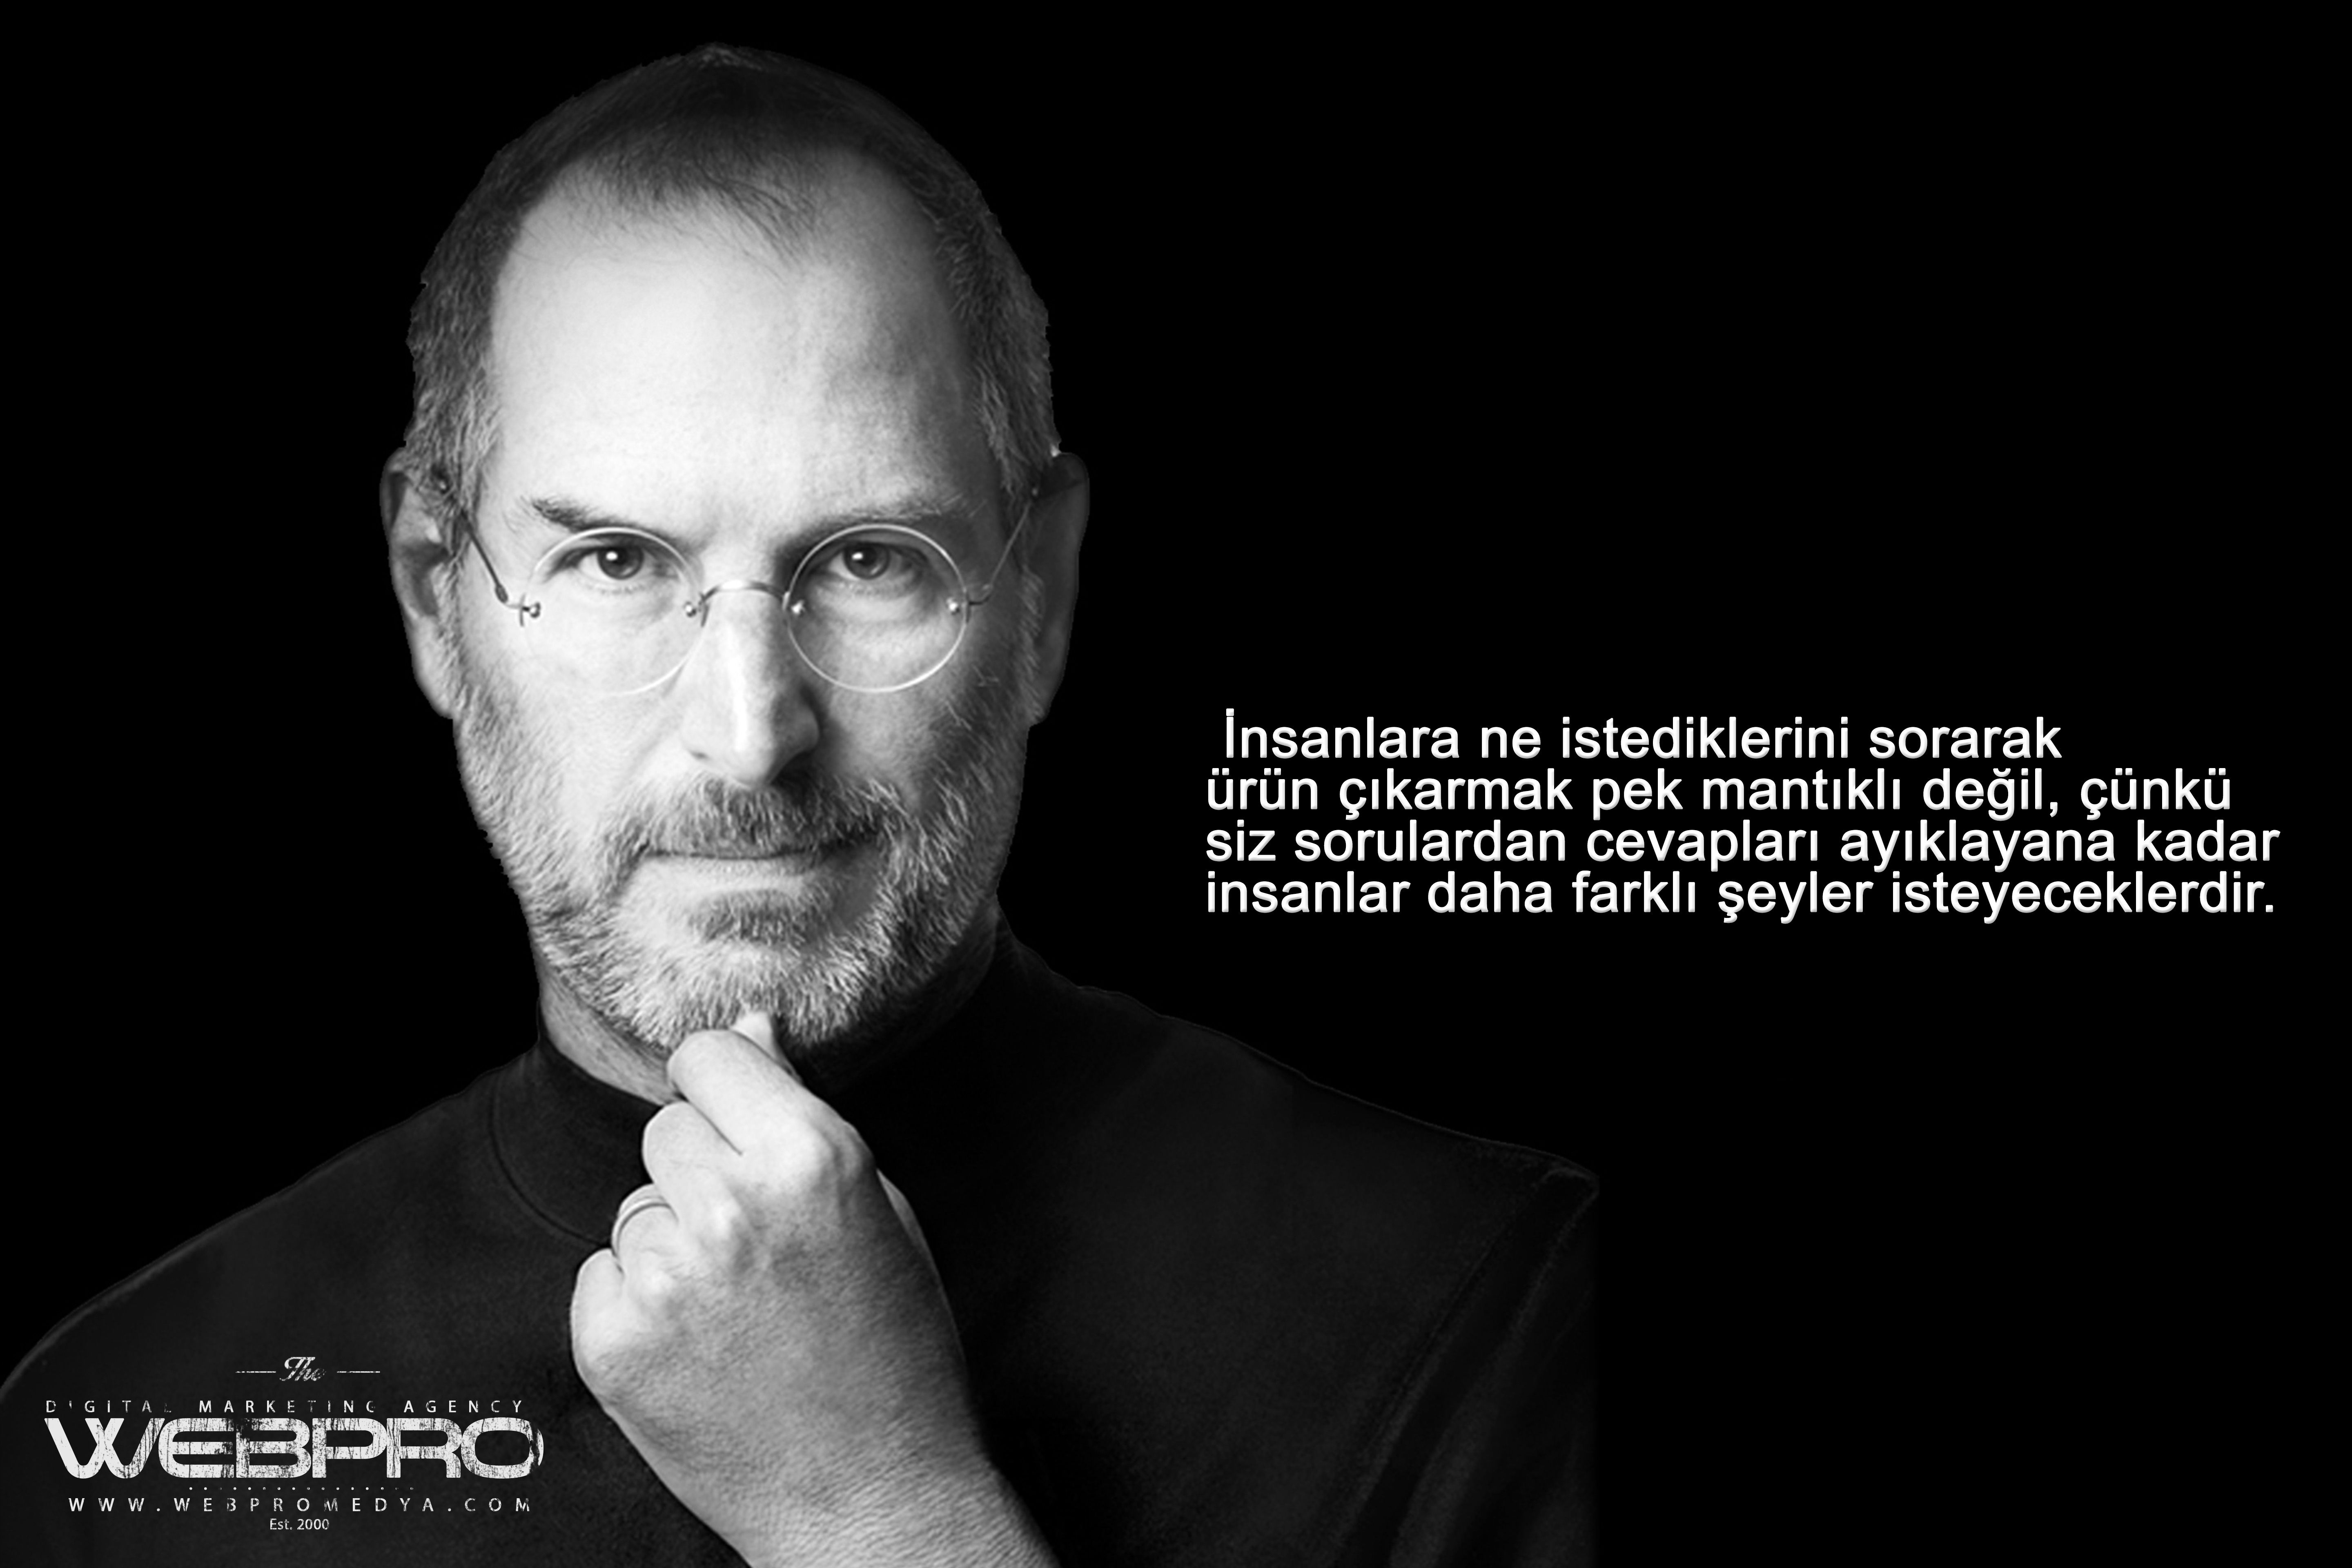 İnsanlara ne istediklerini sorarak
ürün çıkarmak pek mantıklı değil, çünkü
siz sorulardan cevapları ayıklayana kadar
insanlar daha farklı şeyler isteyeceklerdir.
The
DIGITAL MARKETING AGENCY
WEBPRO
WWW.WEBPROMEDYA.COM
Est. 2000